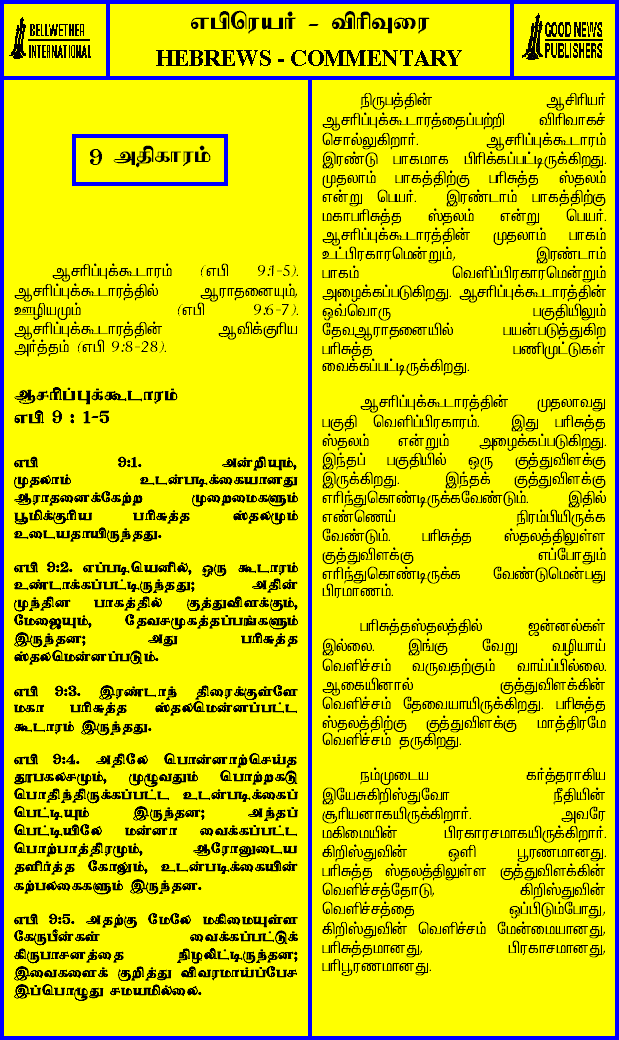 BELLWETHER
INTERNATIONAL
எபிரெயர் - விரிவுரை
HEBREWS - COMMENTARY
GOOD NEWS
PUBLISHERS
9 அதிகாரம்
ஆசரிப்புக்கூடாரம் (எபி 9:1-5).
ஆசரிப்புக்கூடாரத்தில் ஆராதனையும்,
ஊழியமும் (எபி 9:6-7).
ஆசரிப்புக்கூடாரத்தின் ஆவிக்குரிய
அர்த்தம் (எபி 9:8-28).
ஆசரிப்புக்கூடாரம்
எபி 9 : 1-5
எபி 9:1. அன்றியும்,
முதலாம் உடன்படிக்கையானது
ஆராதனைக்கேற்ற முறைமைகளும்
பூமிக்குரிய பரிசுத்த ஸ்தலமும்
உடையதாயிருந்தது.
எபி 9:2. எப்படியெனில், ஒரு கூடாரம்
உண்டாக்கப்பட்டிருந்தது; அதின்
முந்தின பாகத்தில் குத்துவிளக்கும்,
மேஜையும், தேவசமுகத்தப்பங்களும்
இருந்தன; அது பரிசுத்த
ஸ்தலமென்னப்படும்.
எபி 9:3. இரண்டாந் திரைக்குள்ளே
மகா பரிசுத்த ஸ்தலமென்னப்பட்ட
கூடாரம் இருந்தது.
எபி 9:4. அதிலே பொன்னாற்செய்த
தூபகலசமும், முழுவதும் பொற்றகடு
பொதிந்திருக்கப்பட்ட உடன்படிக்கைப்
பெட்டியும் இருந்தன; அந்தப்
பெட்டியிலே மன்னா வைக்கப்பட்ட
பொற்பாத்திரமும், ஆரோனுடைய
தளிர்த்த கோலும், உடன்படிக்கையின்
கற்பலகைகளும் இருந்தன.
எபி 9:5. அதற்கு மேலே மகிமையுள்ள
கேருபீன்கள் வைக்கப்பட்டுக்
கிருபாசனத்தை நிழலிட்டிருந்தன;
இவைகளைக் குறித்து விவரமாய்ப்பேச
இப்பொழுது சமயமில்லை.
நிருபத்தின் ஆசிரியர்
ஆசரிப்புக்கூடாரத்தைப்பற்றி விரிவாகச்
சொல்லுகிறார். ஆசரிப்புக்கூடாரம்
இரண்டு பாகமாக பிரிக்கப்பட்டிருக்கிறது.
முதலாம் பாகத்திற்கு பரிசுத்த ஸ்தலம்
என்று பெயர். இரண்டாம் பாகத்திற்கு
மகாபரிசுத்த ஸ்தலம் என்று பெயர்.
ஆசரிப்புக்கூடாரத்தின் முதலாம் பாகம்
உட்பிரகாரமென்றும், இரண்டாம்
பாகம் வெளிப்பிரகாரமென்றும்
அழைக்கப்படுகிறது. ஆசரிப்புக்கூடாரத்தின்
ஒவ்வொரு பகுதியிலும்
தேவஆராதனையில் பயன்படுத்துகிற
பரிசுத்த பணிமுட்டுகள்
வைக்கப்பட்டிருக்கிறது.
ஆசரிப்புக்கூடாரத்தின் முதலாவது
பகுதி வெளிப்பிரகாரம். இது பரிசுத்த
ஸ்தலம் என்றும் அழைக்கப்படுகிறது.
இந்தப் பகுதியில் ஒரு குத்துவிளக்கு
இருக்கிறது. இந்தக் குத்துவிளக்கு
எரிந்துகொண்டிருக்கவேண்டும். இதில்
எண்ணெய் நிரம்பியிருக்க
வேண்டும். பரிசுத்த ஸ்தலத்திலுள்ள
குத்துவிளக்கு எப்போதும்
எரிந்துகொண்டிருக்க வேண்டுமென்பது
பிரமாணம்.
பரிசுத்தஸ்தலத்தில் ஜன்னல்கள்
இல்லை. இங்கு வேறு வழியாய்
வெளிச்சம் வருவதற்கும் வாய்ப்பில்லை.
ஆகையினால் குத்துவிளக்கின்
வெளிச்சம் தேவையாயிருக்கிறது. பரிசுத்த
ஸ்தலத்திற்கு குத்துவிளக்கு மாத்திரமே
வெளிச்சம் தருகிறது.
நம்முடைய கர்த்தராகிய
இயேசுகிறிஸ்துவோ நீதியின்
சூரியனாகயிருக்கிறார். அவரே
மகிமையின் பிரகாரசமாகயிருக்கிறார்.
கிறிஸ்துவின் ஒளி பூரணமானது.
பரிசுத்த ஸ்தலத்திலுள்ள குத்துவிளக்கின்
வெளிச்சத்தோடு, கிறிஸ்துவின்
வெளிச்சத்தை ஒப்பிடும்போது,
கிறிஸ்துவின் வெளிச்சம் மேன்மையானது,
பரிசுத்தமானது, பிரகாசமானது,
பரிபூரணமானது.